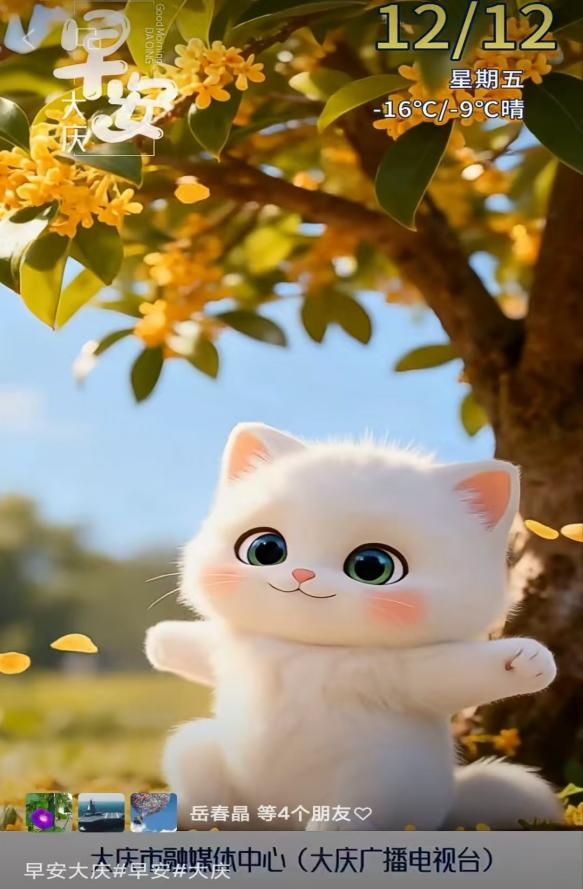 早安
大庆
Good Morning
DAQING
12/12
星期五
-16℃/-9℃晴
岳春晶 等4个朋友♡
大庆市融媒体中心（大庆广播电视台）
早安大庆#早安#大庆